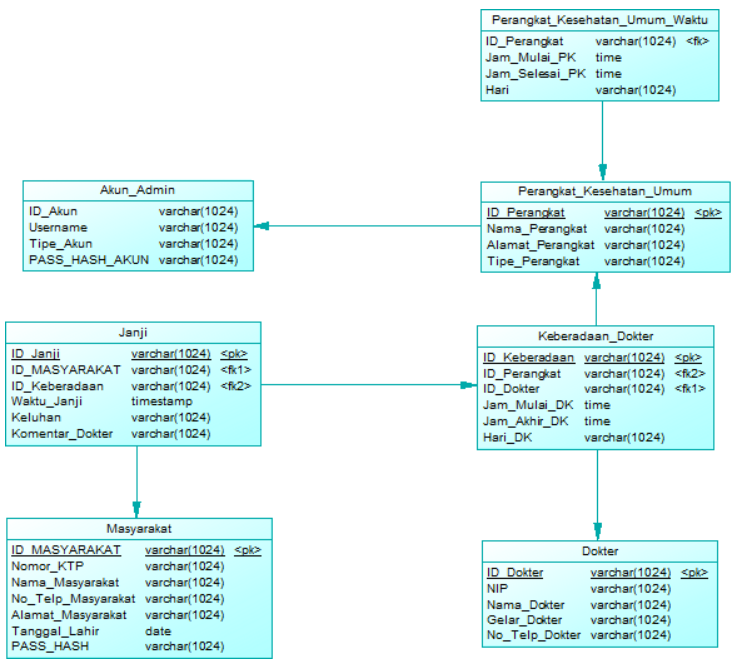 Perangkat_Kesehatan_Umum_Waktu
ID_Perangkat varchar(1024) <fk>
Jam_Mulai_PK time
Jam_Selesai_PK time
Hari varchar(1024)
Akun_Admin
ID_Akun varchar(1024)
Username varchar(1024)
Tipe_Akun varchar(1024)
PASS_HASH_AKUN varchar(1024)
Perangkat_Kesehatan_Umum
ID_Perangkat varchar(1024) <pk>
Nama_Perangkat varchar(1024)
Alamat_Perangkat varchar(1024)
Tipe_Perangkat varchar(1024)
Janji
ID_Janji varchar(1024) <pk>
ID_MASYARAKAT varchar(1024) <fk1>
ID_Keberadaan varchar(1024) <fk2>
Waktu_Janji timestamp
Keluhan varchar(1024)
Komentar_Dokter varchar(1024)
Keberadaan_Dokter
ID_Keberadaan varchar(1024) <pk>
ID_Perangkat varchar(1024) <fk2>
ID_Dokter varchar(1024) <fk1>
Jam_Mulai_DK time
Jam_Akhir_DK time
Hari_DK varchar(1024)
Masyarakat
ID_MASYARAKAT varchar(1024) <pk>
Nomor_KTP varchar(1024)
Nama_Masyarakat varchar(1024)
No_Telp_Masyarakat varchar(1024)
Alamat_Masyarakat varchar(1024)
Tanggal_Lahir date
PASS_HASH varchar(1024)
Dokter
ID_Dokter varchar(1024) <pk>
NIP varchar(1024)
Nama_Dokter varchar(1024)
Gelar_Dokter varchar(1024)
No_Telp_Dokter varchar(1024)